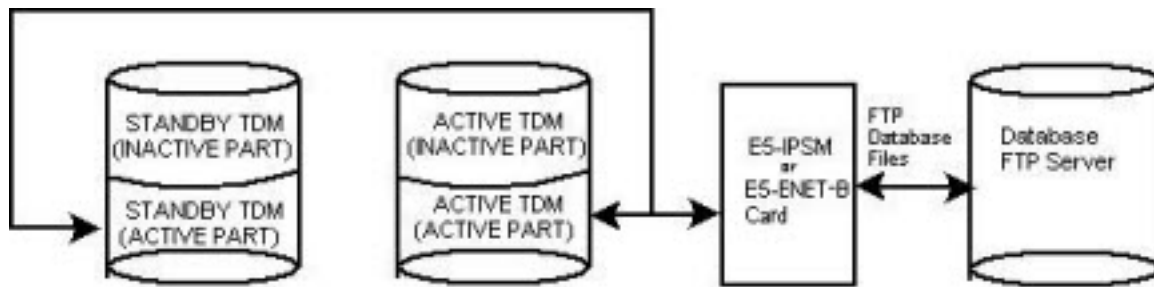 STANDBY TDM
(INACTIVE PART)
STANDBY TDM
(ACTIVE PART)
ACTIVE TDM
(INACTIVE PART)
ACTIVE TDM
(ACTIVE PART)
E5-IPSM
or
E5-ENET-B
Card
FTP
Database
Files
Database
FTP Server